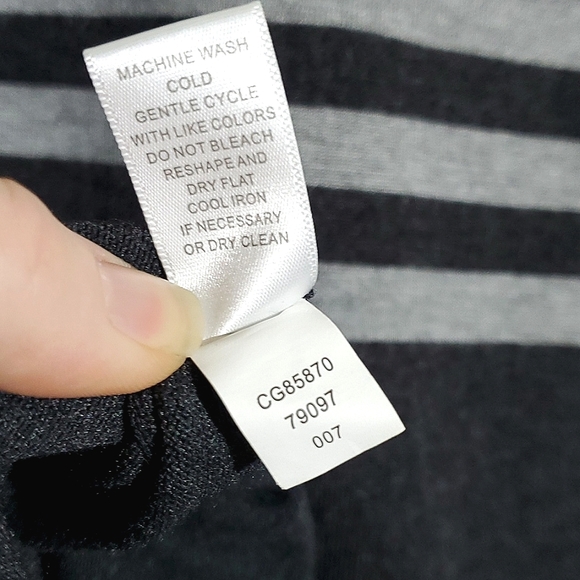 MACHINE WASH
COLD
GENTLE CYCLE
WITH LIKE COLORS
DO NOT BLEACH
RESHAPE AND
DRY FLAT
COOL IRON
IF NECESSARY
OR DRY CLEAN
CG85870
79097
007